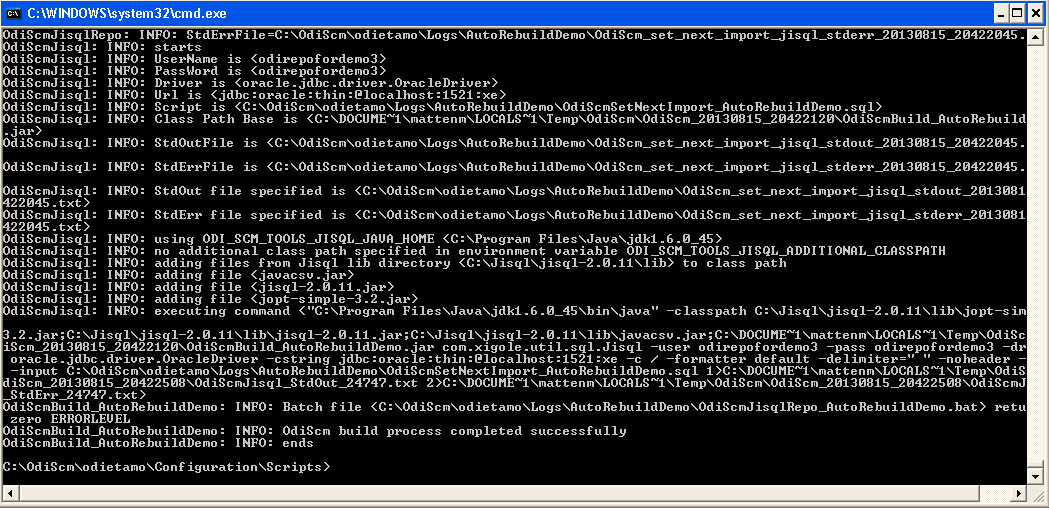 C:\WINDOWS\system32\cmd.exe
OdiScmJisqlRepo: INFO: StdErrFile=C:\OdiScm\odietamo\Logs\AutoRebuildDemo\OdiScm_set_next_import_jisql_stderr_20130815_20422045.
OdiScmJisql: INFO: starts
OdiScmJisql: INFO: UserName is <odirepofordemo3>
OdiScmJisql: INFO: PassWord is <odirepofordemo3>
OdiScmJisql: INFO: Driver is <oracle.jdbc.driver.OracleDriver>
OdiScmJisql: INFO: Url is <jdbc:oracle:thin:@localhost:1521:xe>
OdiScmJisql: INFO: Script is <C:\OdiScm\odietamo\Logs\AutoRebuildDemo\OdiScmSetNextImport_AutoRebuildDemo.sql>
OdiScmJisql: INFO: Class Path Base is <C:\DOCUME~1\mattenm\LOCALS~1\Temp\OdiScm\OdiScm_20130815_20422120\OdiScmBuild_AutoRebuild
.jar>
OdiScmJisql: INFO: StdOutFile is <C:\OdiScm\odietamo\Logs\AutoRebuildDemo\OdiScm_set_next_import_jisql_stdout_20130815_20422045.
OdiScmJisql: INFO: StdErrFile is <C:\OdiScm\odietamo\Logs\AutoRebuildDemo\OdiScm_set_next_import_jisql_stderr_20130815_20422045.
OdiScmJisql: INFO: StdOut file specified is <C:\OdiScm\odietamo\Logs\AutoRebuildDemo\OdiScm_set_next_import_jisql_stdout_2013081
422045.txt>
OdiScmJisql: INFO: StdErr file specified is <C:\OdiScm\odietamo\Logs\AutoRebuildDemo\OdiScm_set_next_import_jisql_stderr_2013081
422045.txt>
OdiScmJisql: INFO: using ODI_SCM_TOOLS_JISQL_JAVA_HOME <C:\Program Files\Java\jdk1.6.0_45>
OdiScmJisql: INFO: no additional class path specified in environment variable ODI_SCM_TOOLS_JISQL_ADDITIONAL_CLASSPATH
OdiScmJisql: INFO: adding files from Jisql lib directory <C:\Jisql\jisql-2.0.11\lib> to class path
OdiScmJisql: INFO: adding file <javacsv.jar>
OdiScmJisql: INFO: adding file <jisql-2.0.11.jar>
OdiScmJisql: INFO: adding file <jopt-simple-3.2.jar>
OdiScmJisql: INFO: executing command <"C:\Program Files\Java\jdk1.6.0_45\bin\java" -classpath C:\Jisql\jisql-2.0.11\lib\jopt-sim
3.2.jar;C:\Jisql\jisql-2.0.11\lib\jisql-2.0.11.jar;C:\Jisql\jisql-2.0.11\lib\javacsv.jar;C:\DOCUME~1\mattenm\LOCALS~1\Temp\OdiSc
iScm_20130815_20422120\OdiScmBuild_AutoRebuildDemo.jar com.xigole.util.sql.Jisql -user odirepofordemo3 -pass odirepofordemo3 -dr
 oracle.jdbc.driver.OracleDriver -cstring jdbc:oracle:thin:@localhost:1521:xe -c / -formatter default -delimiter=" " -noheader -
 -input C:\OdiScm\odietamo\Logs\AutoRebuildDemo\OdiScmSetNextImport_AutoRebuildDemo.sql 1>C:\DOCUME~1\mattenm\LOCALS~1\Temp\OdiS
diScm_20130815_20422508\OdiScmJisql_StdOut_24747.txt 2>C:\DOCUME~1\mattenm\LOCALS~1\Temp\OdiScm\OdiScm_20130815_20422508\OdiScmJ
_StdErr_24747.txt>
OdiScmBuild_AutoRebuildDemo: INFO: Batch file <C:\OdiScm\odietamo\Logs\AutoRebuildDemo\OdiScmJisqlRepo_AutoRebuildDemo.bat> retu
 zero ERRORLEVEL
OdiScmBuild_AutoRebuildDemo: INFO: OdiScm build process completed successfully
OdiScmBuild_AutoRebuildDemo: INFO: ends
C:\OdiScm\odietamo\Configuration\Scripts>